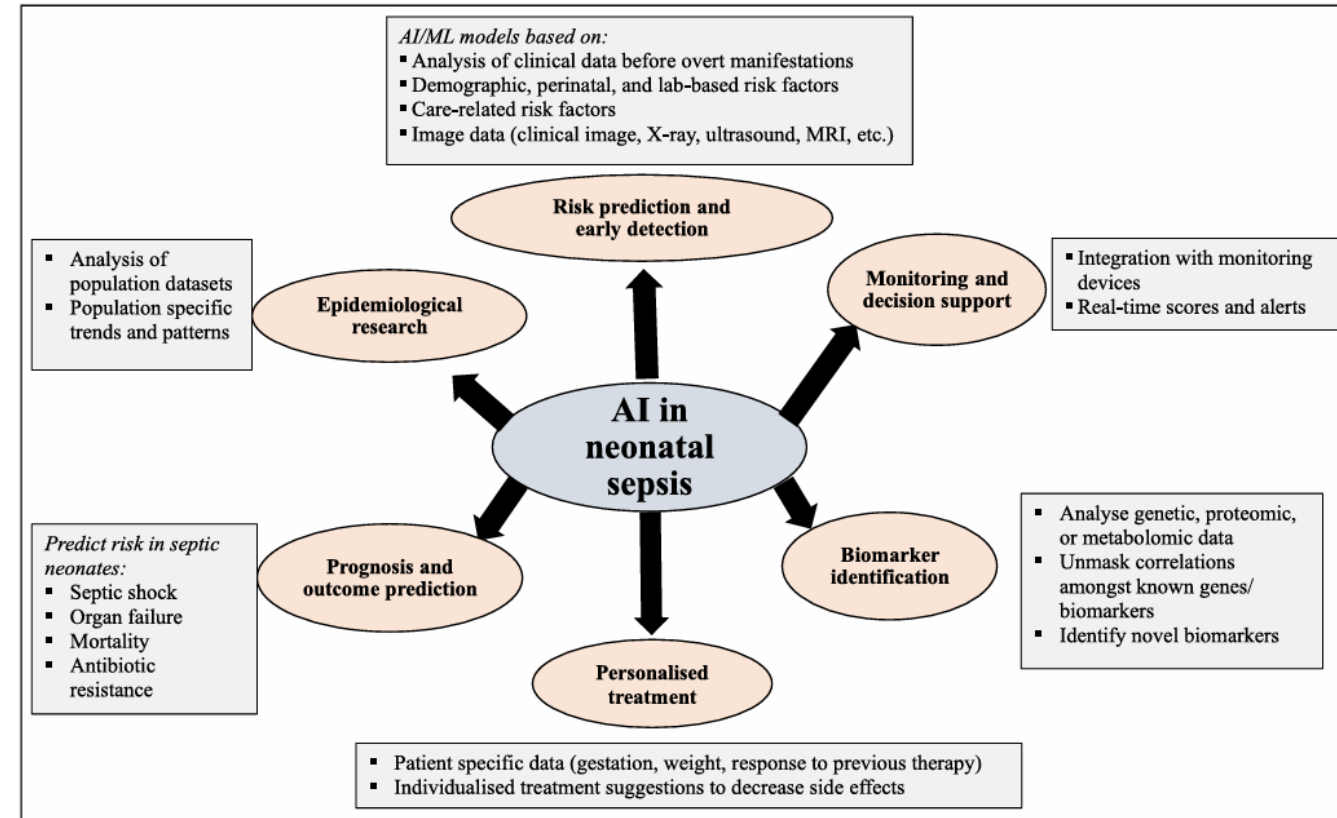 AI/ML models based on:
▪ Analysis of clinical data before overt manifestations
▪ Demographic, perinatal, and lab-based risk factors
▪ Care-related risk factors
▪ Image data (clinical image, X-ray, ultrasound, MRI, etc.)
Risk prediction and
early detection
▪ Analysis of
population datasets
▪ Population specific
trends and patterns
Epidemiological
research
Monitoring and
decision support
▪ Integration with monitoring
devices
▪ Real-time scores and alerts
AI in
neonatal
sepsis
Predict risk in septic
neonates:
▪ Septic shock
▪ Organ failure
▪ Mortality
▪ Antibiotic
resistance
Prognosis and
outcome prediction
Biomarker
identification
▪ Analyse genetic, proteomic,
or metabolomic data
▪ Unmask correlations
amongst known genes/
biomarkers
▪ Identify novel biomarkers
Personalised
treatment
▪ Patient specific data (gestation, weight, response to previous therapy)
▪ Individualised treatment suggestions to decrease side effects